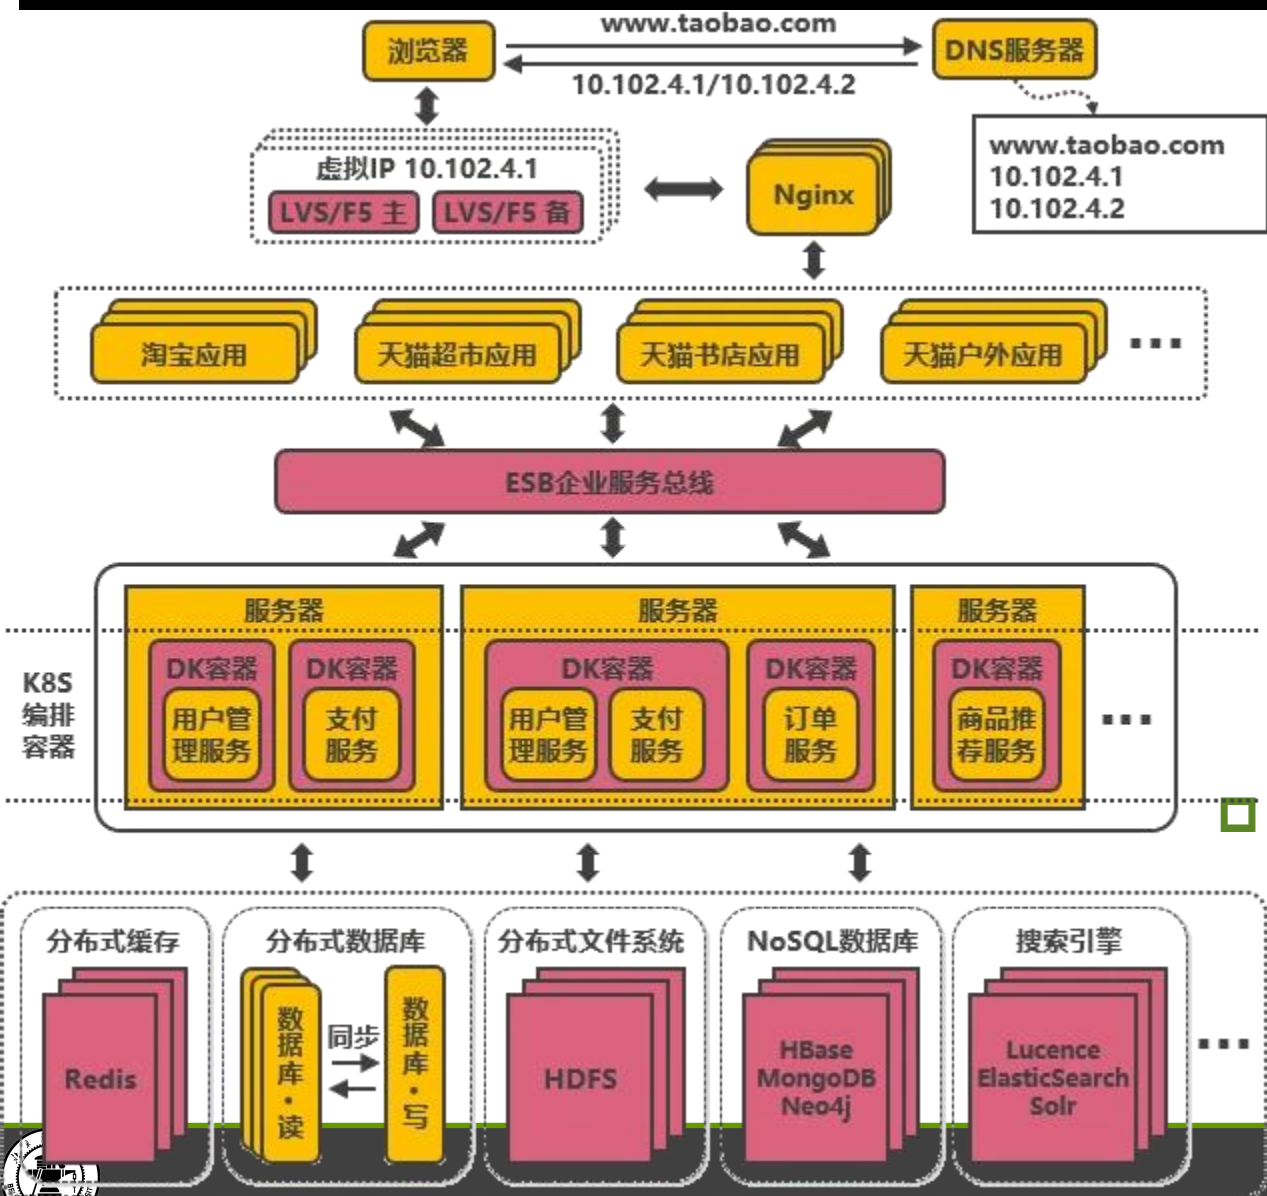 www.taobao.com
浏览器
DNS服务器
10.102.4.1/10.102.4.2
www.taobao.com
10.102.4.1
10.102.4.2
虚拟IP 10.102.4.1
LVS/F5 主
LVS/F5 备
Nginx
淘宝应用
天猫超市应用
天猫书店应用
天猫户外应用
...
ESB企业服务总线
服务器
服务器
服务器
K8S
编排
容器
DK容器
用户管
理服务
DK容器
支付
服务
DK容器
用户管
理服务
支付
服务
DK容器
订单
服务
DK容器
商品推
荐服务
...
分布式缓存
Redis
分布式数据库
数据库·读
同步
数据库·写
分布式文件系统
HDFS
NoSQL数据库
HBase
MongoDB
Neo4j
搜索引擎
Lucence
ElasticSearch
Solr
...